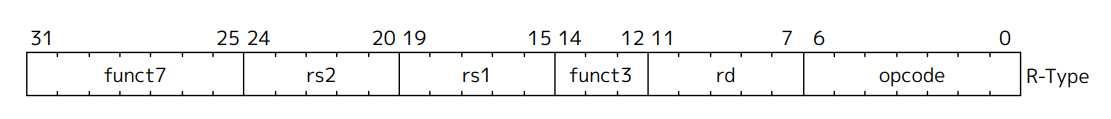 31 25 24 20 19 15 14 12 11 7 6 0
funct7 rs2 rs1 funct3 rd opcode R-Type